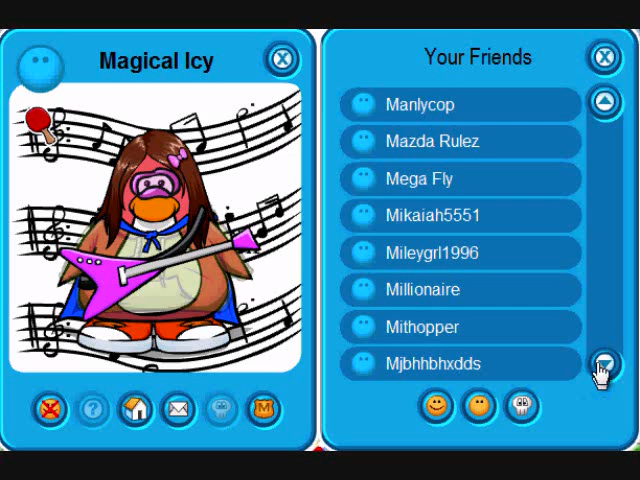 Magical Icy
Your Friends
Manlycop
Mazda Rulez
Mega Fly
Mikaiah5551
Mileygrl1996
Millionaire
Mithopper
Mjbhhbhxdds
?
M